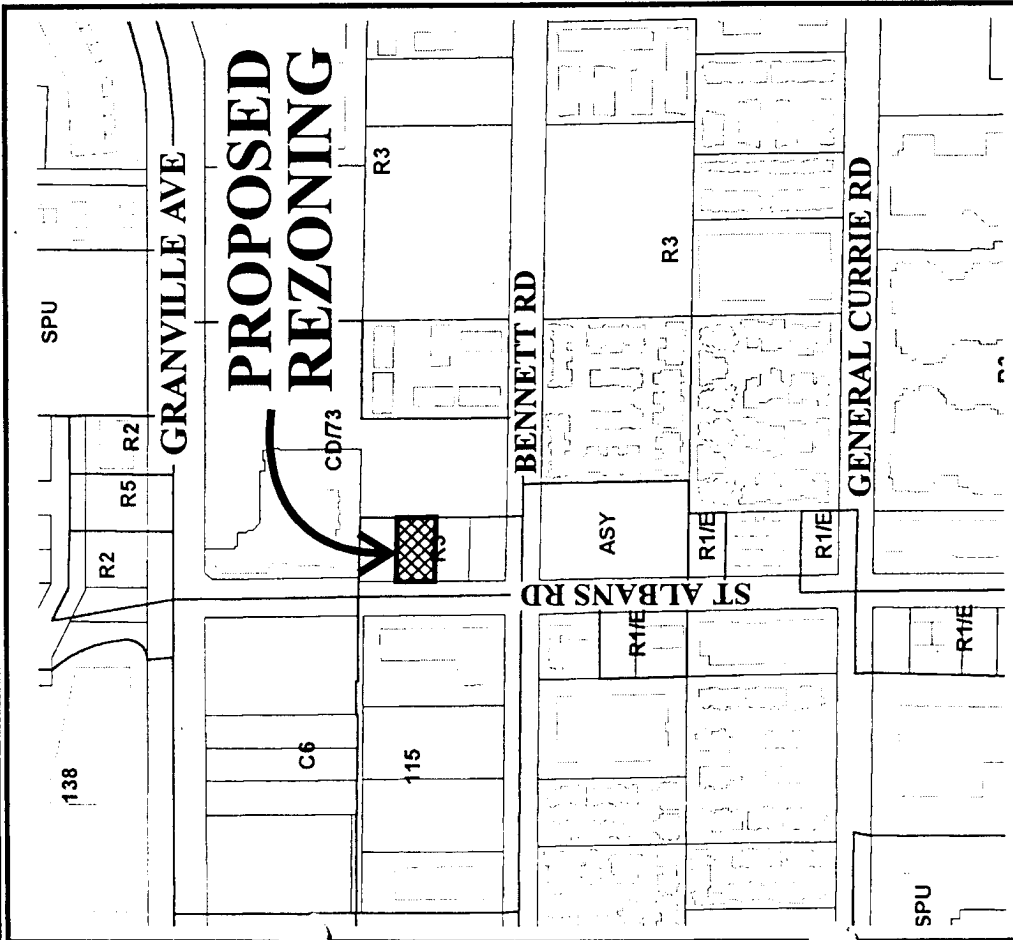 SPU
GRANVILLE AVE
R2
R5
R2
138
PROPOSED
REZONING
R3
CD/73
C6
115
BENNETT RD
R3
ASY
R1/E
R1/E
ST ALBANS RD
R1/E
GENERAL CURRIE RD
R1/E
SPU